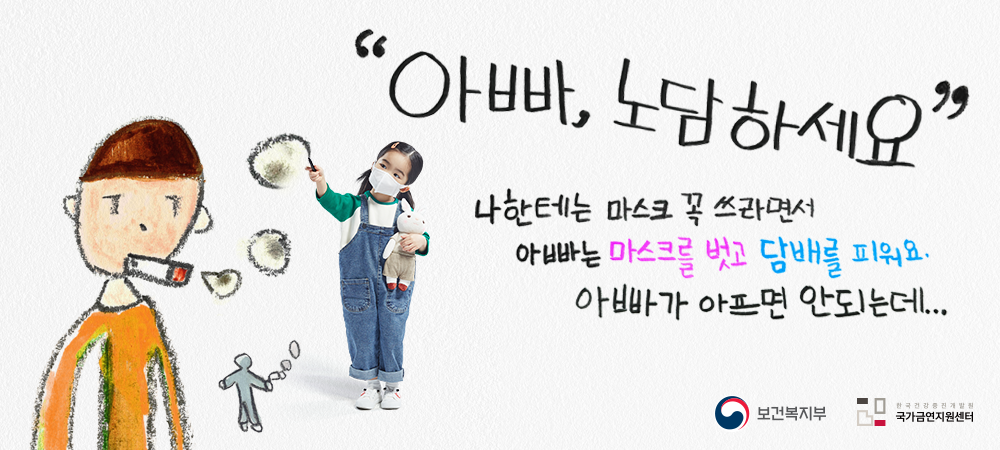 “아빠, 노담하세요”
나한테는 마스크 꼭 쓰라면서
아빠는 마스크를 벗고 담배를 피워요.
아빠가 아프면 안되는데...
보건복지부
한국건강증진개발원
국가금연지원센터